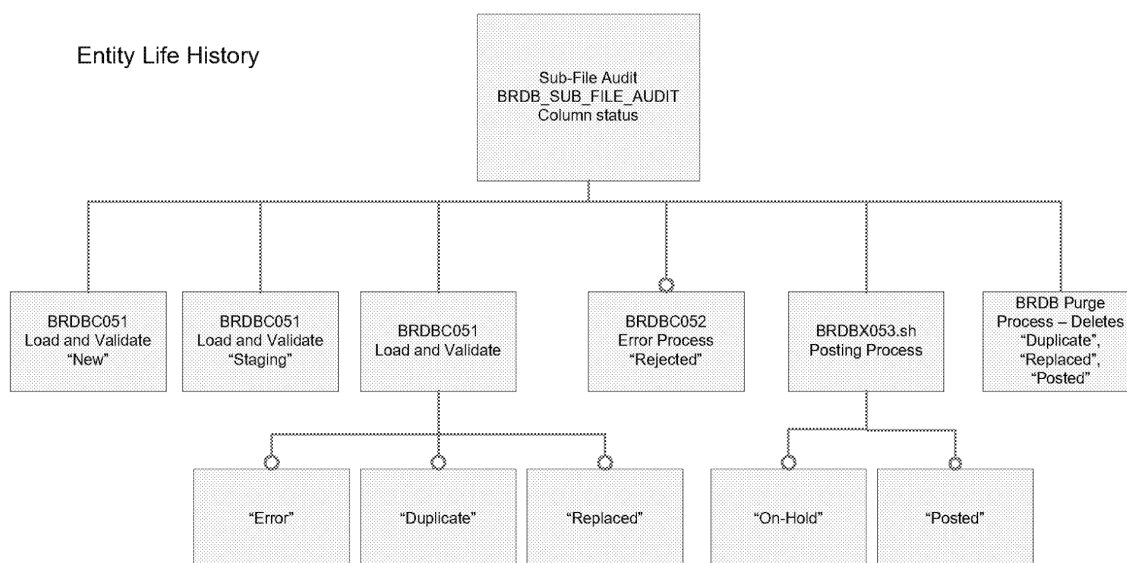 Entity Life History
Sub-File Audit
BRDB_SUB_FILE_AUDIT
Column status
BRDBC051
Load and Validate
“New”
BRDBC051
Load and Validate
“Staging”
BRDBC051
Load and Validate
BRDBC052
Error Process
“Rejected”
BRDBX053.sh
Posting Process
BRDB Purge
Process – Deletes
“Duplicate”,
“Replaced”,
“Posted”
“Error”
“Duplicate”
“Replaced”
“On-Hold”
“Posted”